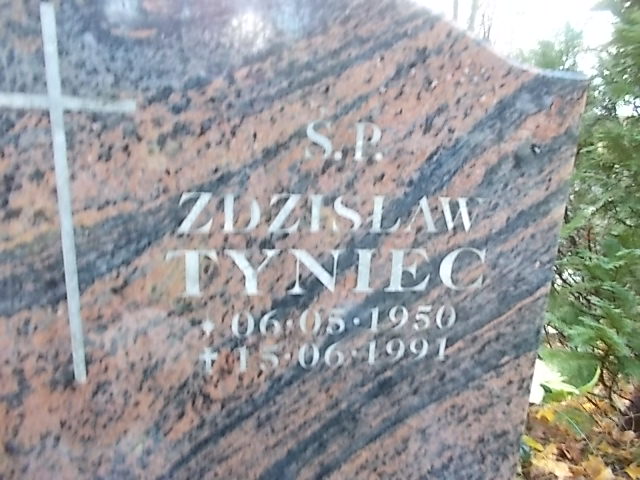 Ś.P.
ZDZISŁAW
TYNIEC
* 06·05·1950
† 15·06·1991